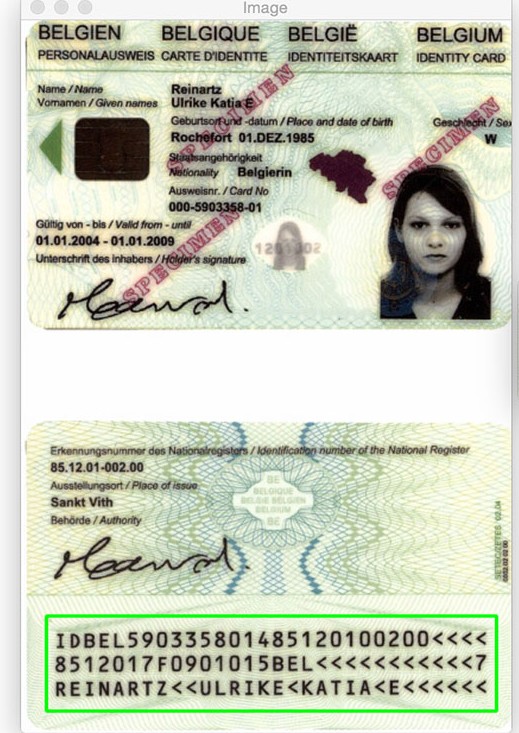 Image
BELGIEN BELGIQUE BELGIË BELGIUM
PERSONALAUSWEIS CARTE D'IDENTITE IDENTITEITSKAART IDENTITY CARD
Name / Name
Reinartz
Vornamen / Given names
Ulrike Katia E
Geburtsort und -datum / Place and date of birth
Geschlecht / Sex
Rochefort 01.DEZ.1985
W
Staatsangehörigkeit
Nationality Belgierin
Ausweisnr. / Card No
000-5903358-01
Gültig von - bis / Valid from - until
01.01.2004 - 01.01.2009
Unterschrift des inhabers / Holder's signature
SPECIMEN
SPECIMEN
SPECIMEN
Erkennungsnummer des Nationalregisters / Identification number of the National Register
85.12.01-002.00
Ausstellungsort / Place of issue
Sankt Vith
Behörde / Authority
BE
BELGIQUE
BELGIE BELGIEN
BELGIUM
BE
IDBEL590335801485120100200<<<<
8512017F0901015BEL<<<<<<<<<<<7
REINARTZ<<ULRIKE<KATIA<E<<<<<<